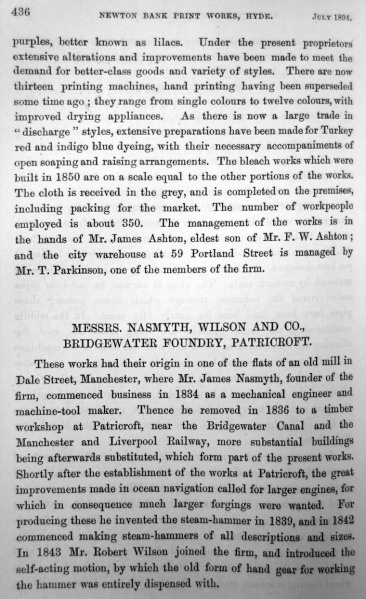 436
NEWTON BANK PRINT WORKS, HYDE.
JULY 1894.
purples, better known as lilacs. Under the present proprietors
extensive alterations and improvements have been made to meet the
demand for better-class goods and variety of styles. There are now
thirteen printing machines, hand printing having been superseded
some time ago; they range from single colours to twelve colours, with
improved drying appliances. As there is now a large trade in
"discharge" styles, extensive preparations have been made for Turkey
red and indigo blue dyeing, with their necessary accompaniments of
open soaping and raising arrangements. The bleach works which were
built in 1850 are on a scale equal to the other portions of the works.
The cloth is received in the grey, and is completed on the premises,
including packing for the market. The number of workpeople
employed is about 350. The management of the works is in
the hands of Mr. James Ashton, eldest son of Mr. F. W. Ashton;
and the city warehouse at 59 Portland Street is managed by
Mr. T. Parkinson, one of the members of the firm.
MESSRS. NASMYTH, WILSON AND CO.,
BRIDGEWATER FOUNDRY, PATRICROFT.
These works had their origin in one of the flats of an old mill in
Dale Street, Manchester, where Mr. James Nasmyth, founder of the
firm, commenced business in 1834 as a mechanical engineer and
machine-tool maker. Thence he removed in 1836 to a timber
workshop at Patricroft, near the Bridgewater Canal and the
Manchester and Liverpool Railway, more substantial buildings
being afterwards substituted, which form part of the present works.
Shortly after the establishment of the works at Patricroft, the great
improvements made in ocean navigation called for larger engines, for
which in consequence much larger forgings were wanted. For
producing these he invented the steam-hammer in 1839, and in 1842
commenced making steam-hammers of all descriptions and sizes.
In 1843 Mr. Robert Wilson joined the firm, and introduced the
self-acting motion, by which the old form of hand gear for working
the hammer was entirely dispensed with.